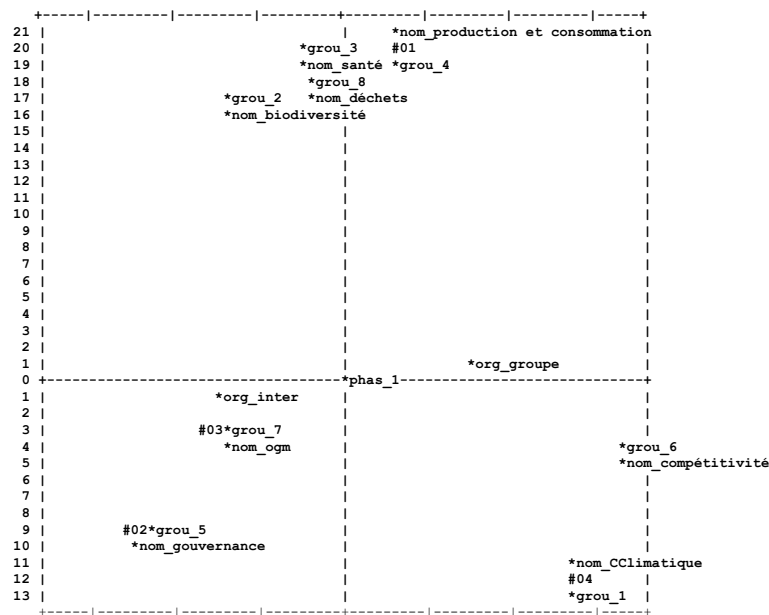 +-----|---------|---------|---------+---------|---------|---------|-----+
21 | | *nom_production et consommation
20 | *grou_3 | #01 |
19 | *nom_santé *grou_4 |
18 | *grou_8 |
17 | *grou_2 *nom_déchets |
16 | *nom_biodiversité |
15 | | |
14 | | |
13 | | |
12 | | |
11 | | |
10 | | |
9 | | |
8 | | |
7 | | |
6 | | |
5 | | |
4 | | |
3 | | |
2 | | |
1 | | *org_groupe |
0 +-----------------------------------*phas_1-----------------------------+
1 | *org_inter | |
2 | | |
3 | #03*grou_7 | |
4 | *nom_ogm | *grou_6
5 | | *nom_compétitivité
6 | | |
7 | | |
8 | | |
9 | #02*grou_5 | |
10 | *nom_gouvernance | |
11 | | *nom_CClimatique
12 | | #04 |
13 | | *grou_1 |
+-----|---------|---------|---------+---------|---------|---------|-----+